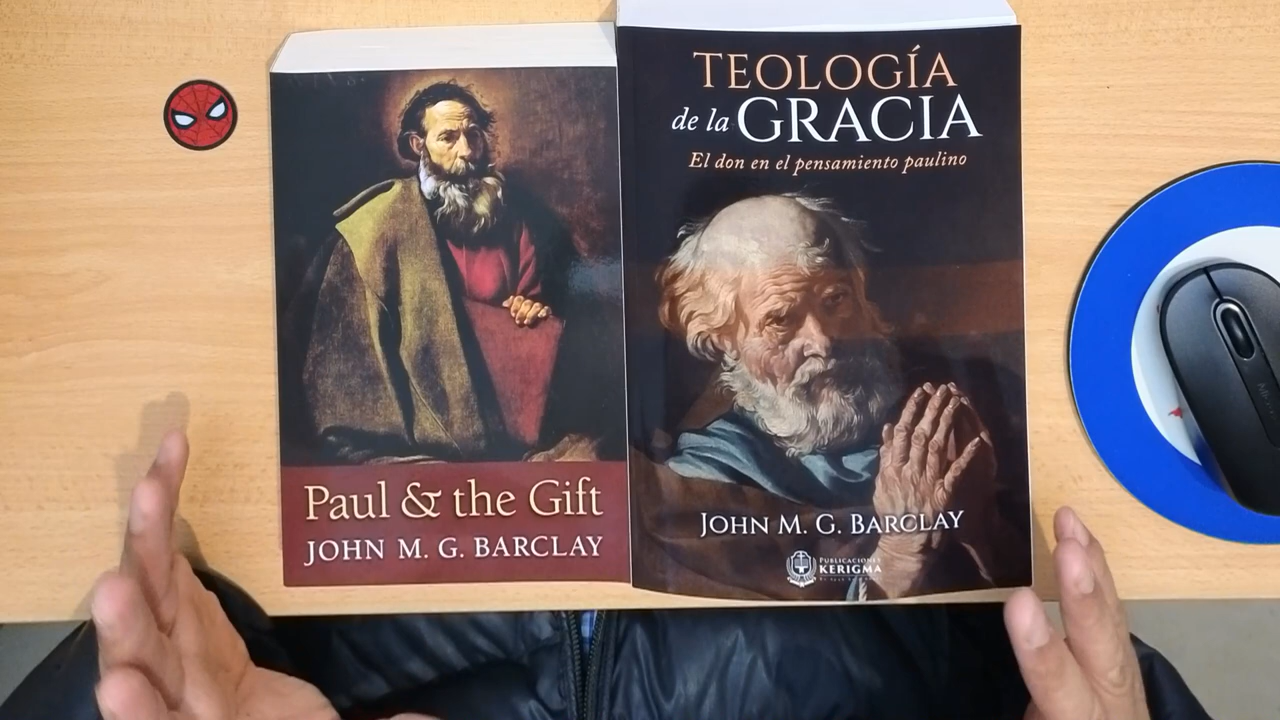 Paul & the Gift
JOHN M. G. BARCLAY
TEOLOGÍA
de la GRACIA
El don en el pensamiento paulino
JOHN M. G. BARCLAY
PUBLICACIONES
KERIGMA